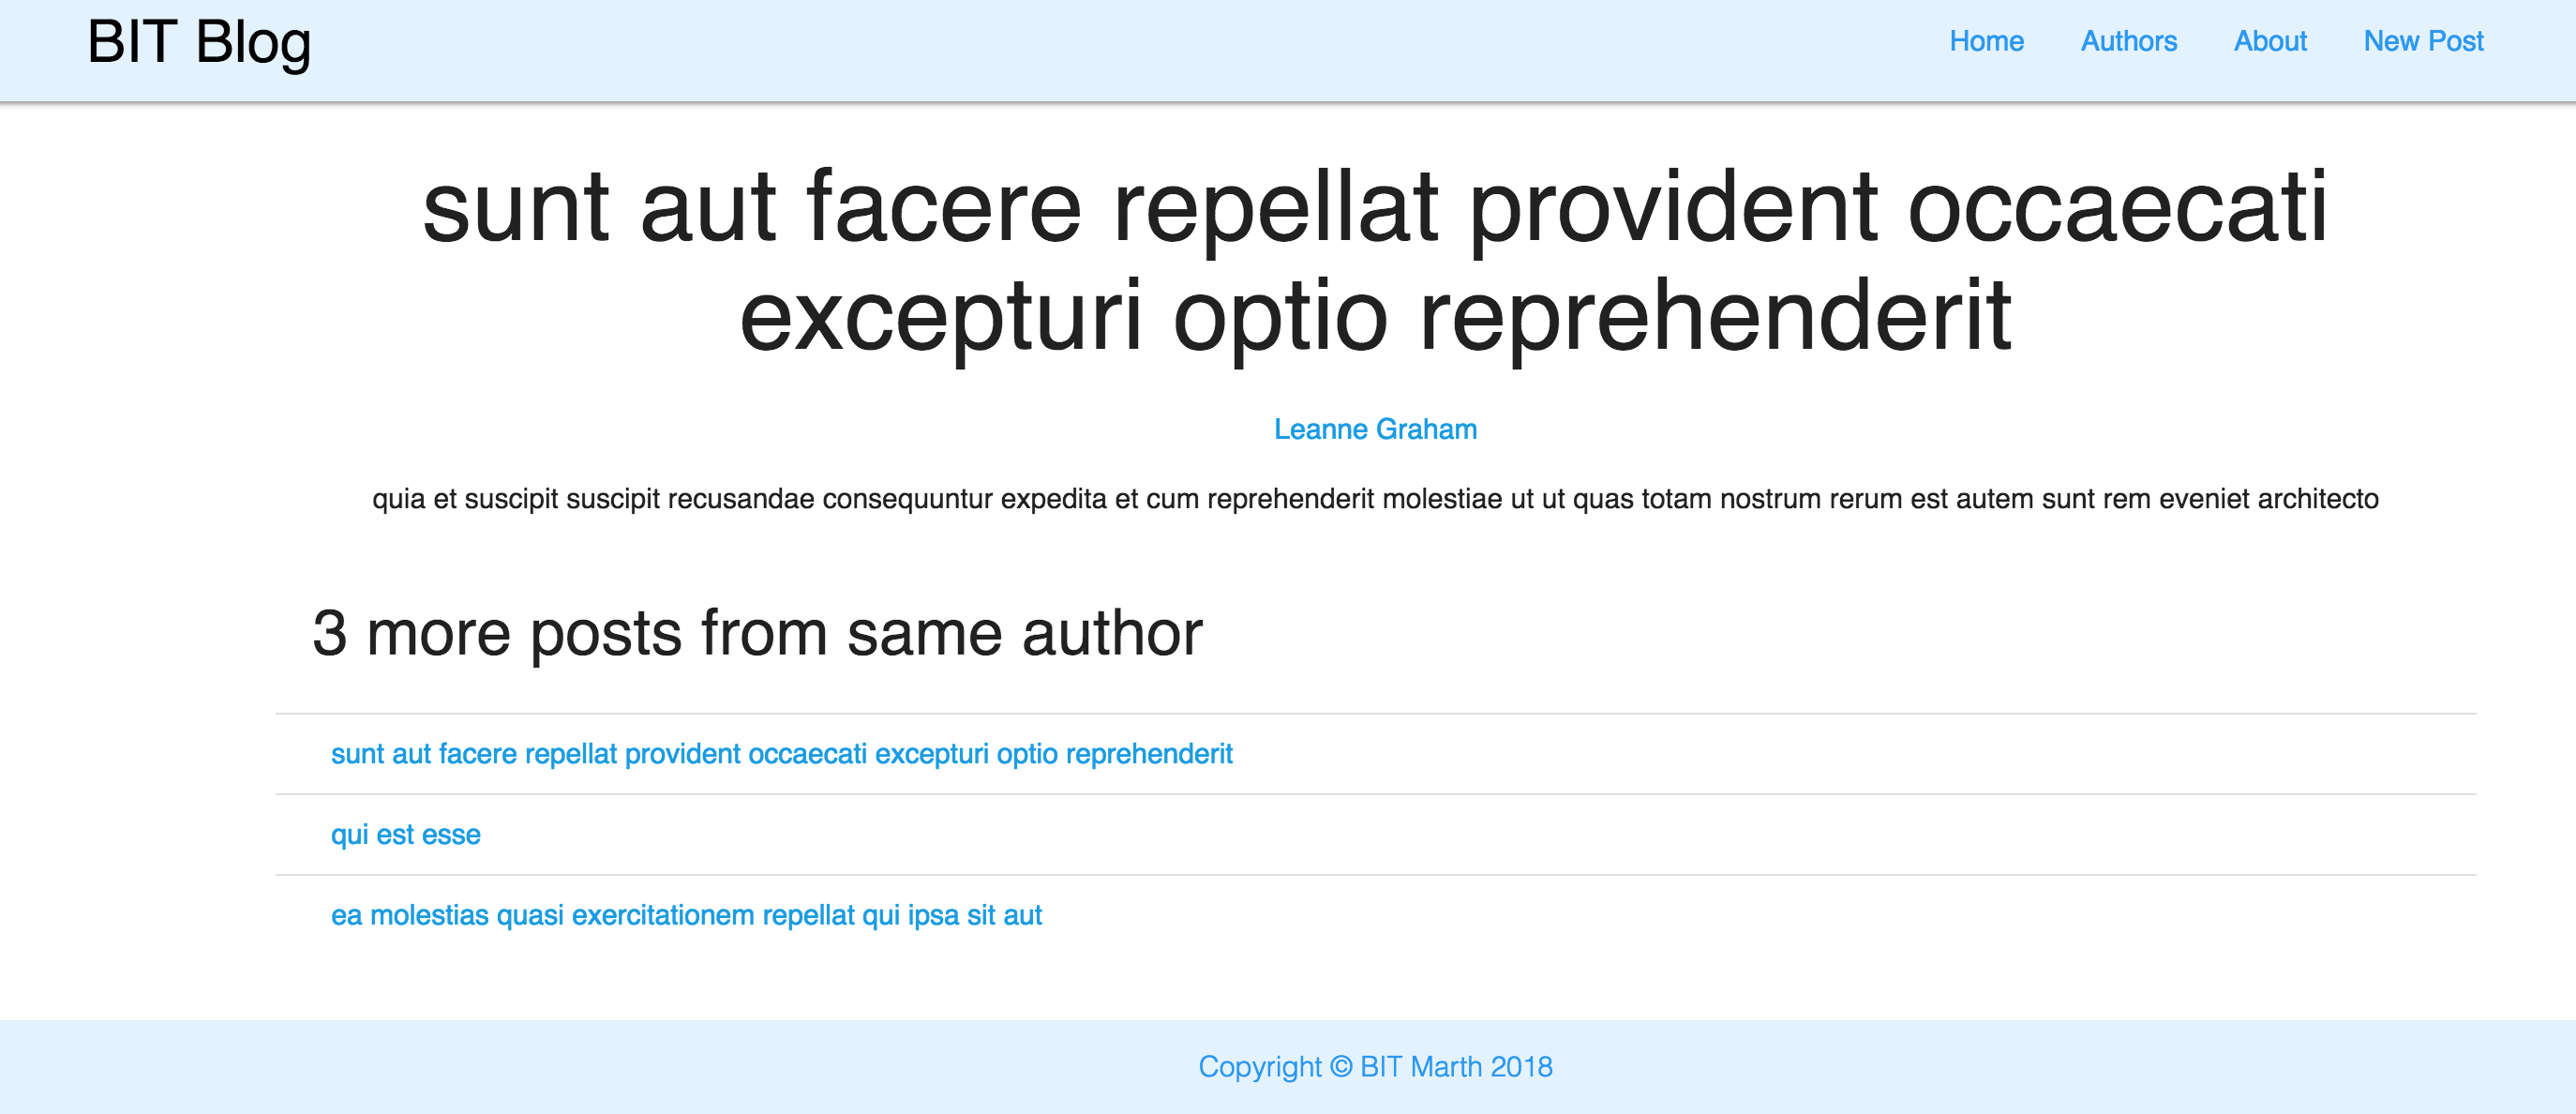 BIT Blog
Home Authors About New Post
sunt aut facere repellat provident occaecati
excepturi optio reprehenderit
Leanne Graham
quia et suscipit suscipit recusandae consequuntur expedita et cum reprehenderit molestiae ut ut quas totam nostrum rerum est autem sunt rem eveniet architecto
3 more posts from same author
sunt aut facere repellat provident occaecati excepturi optio reprehenderit
qui est esse
ea molestias quasi exercitationem repellat qui ipsa sit aut
Copyright © BIT Marth 2018